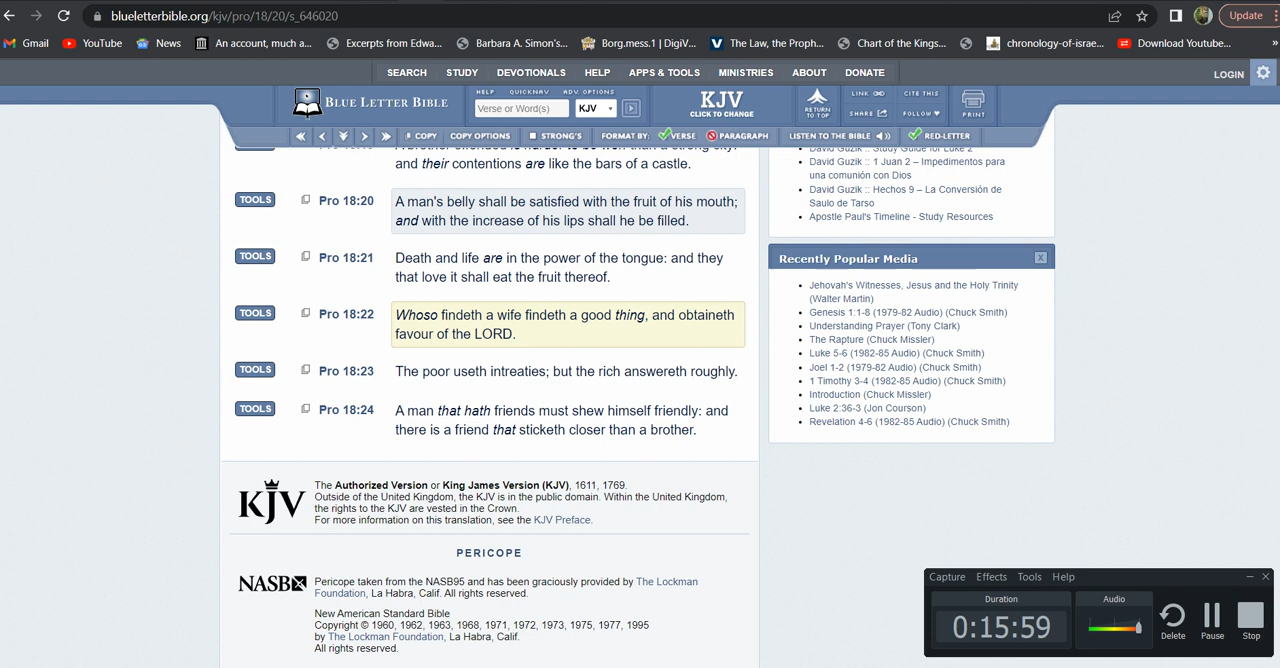 blueletterbible.org/kjv/pro/18/20/s_646020
Update
Gmail
YouTube
News
An account, much a...
Excerpts from Edwa...
Barbara A. Simon's...
Borg.mess.1 | DigiV...
The Law, the Proph...
Chart of the Kings...
chronology-of-israe...
Download Youtube...
»
SEARCH STUDY DEVOTIONALS HELP APPS & TOOLS MINISTRIES ABOUT DONATE
LOGIN
BLUE LETTER BIBLE
HELP QUICKNAV ADV. OPTIONS
Verse or Word(s)
KJV
KJV
CLICK TO CHANGE
RETURN
TO TOP
LINK
CITE THIS
SHARE
FOLLOW
PRINT
COPY COPY OPTIONS STRONG'S FORMAT BY: VERSE PARAGRAPH LISTEN TO THE BIBLE RED-LETTER
and their contentions are like the bars of a castle.
TOOLS Pro 18:20 A man's belly shall be satisfied with the fruit of his mouth;
and with the increase of his lips shall he be filled.
TOOLS Pro 18:21 Death and life are in the power of the tongue: and they
that love it shall eat the fruit thereof.
TOOLS Pro 18:22 Whoso findeth a wife findeth a good thing, and obtaineth
favour of the LORD.
TOOLS Pro 18:23 The poor useth intreaties; but the rich answereth roughly.
TOOLS Pro 18:24 A man that hath friends must shew himself friendly: and
there is a friend that sticketh closer than a brother.
KJV
The Authorized Version or King James Version (KJV), 1611, 1769.
Outside of the United Kingdom, the KJV is in the public domain. Within the United Kingdom,
the rights to the KJV are vested in the Crown.
For more information on this translation, see the KJV Preface.
PERICOPE
NASB
Pericope taken from the NASB95 and has been graciously provided by The Lockman
Foundation, La Habra, Calif. All rights reserved.
New American Standard Bible
Copyright © 1960, 1962, 1963, 1968, 1971, 1972, 1973, 1975, 1977, 1995
by The Lockman Foundation, La Habra, Calif.
All rights reserved.
David Guzik :: Study Guide for Luke 2
David Guzik :: 1 Juan 2 – Impedimentos para
una comunión con Dios
David Guzik :: Hechos 9 – La Conversión de
Saulo de Tarso
Apostle Paul's Timeline - Study Resources
Recently Popular Media
X
Jehovah's Witnesses, Jesus and the Holy Trinity
(Walter Martin)
Genesis 1:1-8 (1979-82 Audio) (Chuck Smith)
Understanding Prayer (Tony Clark)
The Rapture (Chuck Missler)
Luke 5-6 (1982-85 Audio) (Chuck Smith)
Joel 1-2 (1979-82 Audio) (Chuck Smith)
1 Timothy 3-4 (1982-85 Audio) (Chuck Smith)
Introduction (Chuck Missler)
Luke 2:36-3 (Jon Courson)
Revelation 4-6 (1982-85 Audio) (Chuck Smith)
Capture Effects Tools Help
Duration
0:15:59
Audio
Delete
Pause
Stop